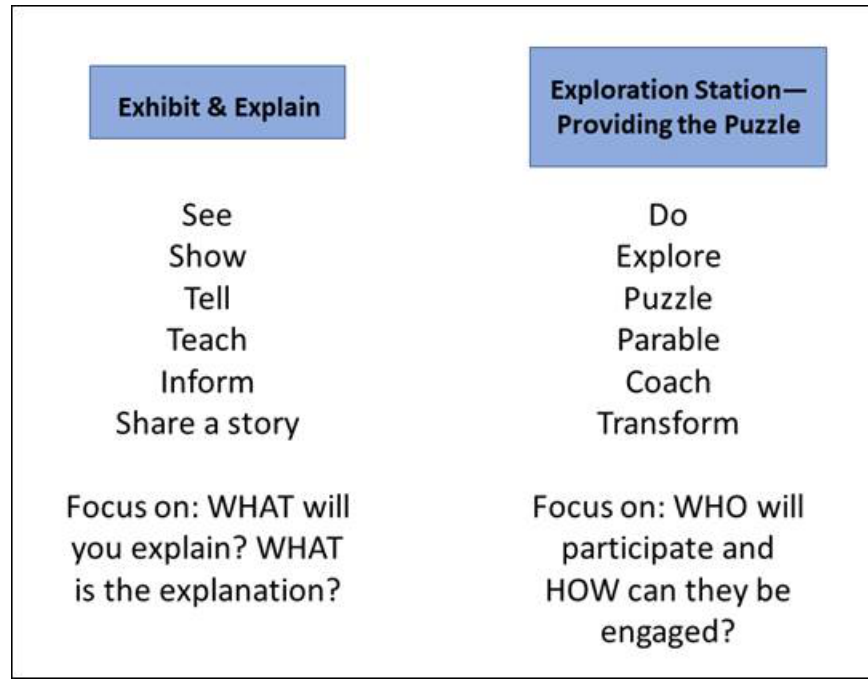 Exhibit & Explain
See
Show
Tell
Teach
Inform
Share a story
Focus on: WHAT will
you explain? WHAT
is the explanation?
Exploration Station—
Providing the Puzzle
Do
Explore
Puzzle
Parable
Coach
Transform
Focus on: WHO will
participate and
HOW can they be
engaged?